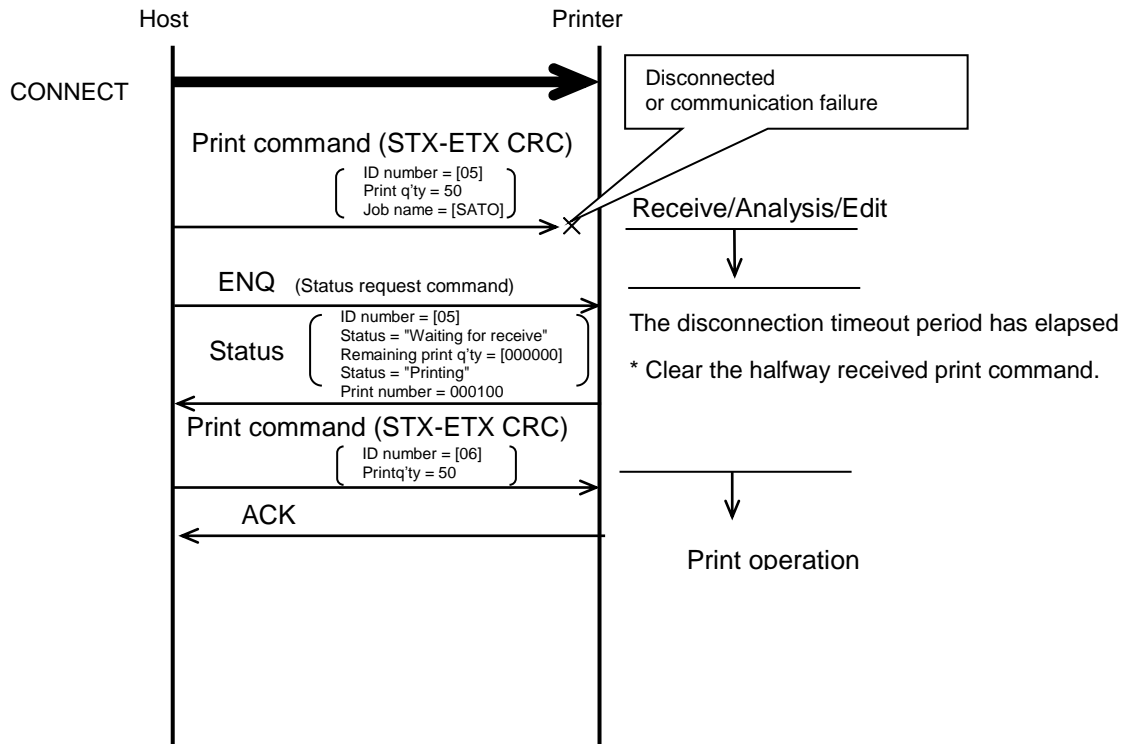 Host
Printer
CONNECT
Disconnected
or communication failure
Print command (STX-ETX CRC)
ID number = [05]
Print q'ty = 50
Job name = [SATO]
Receive/Analysis/Edit
ENQ (Status request command)
Status
ID number = [05]
Status = "Waiting for receive"
Remaining print q'ty = [000000]
Status = "Printing"
Print number = 000100
The disconnection timeout period has elapsed
* Clear the halfway received print command.
Print command (STX-ETX CRC)
ID number = [06]
Printq'ty = 50
ACK
Print operation